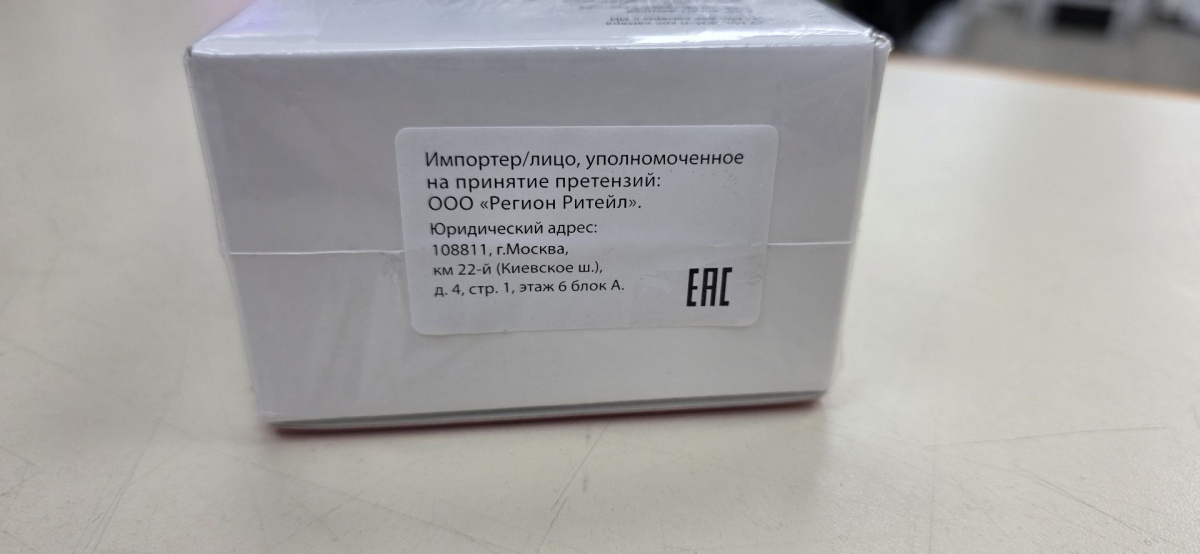 Импортер/лицо, уполномоченное
на принятие претензий:
ООО «Регион Ритейл».
Юридический адрес:
108811, г.Москва,
км 22-й (Киевское ш.),
д. 4, стр. 1, этаж 6 блок А.
ЕАС